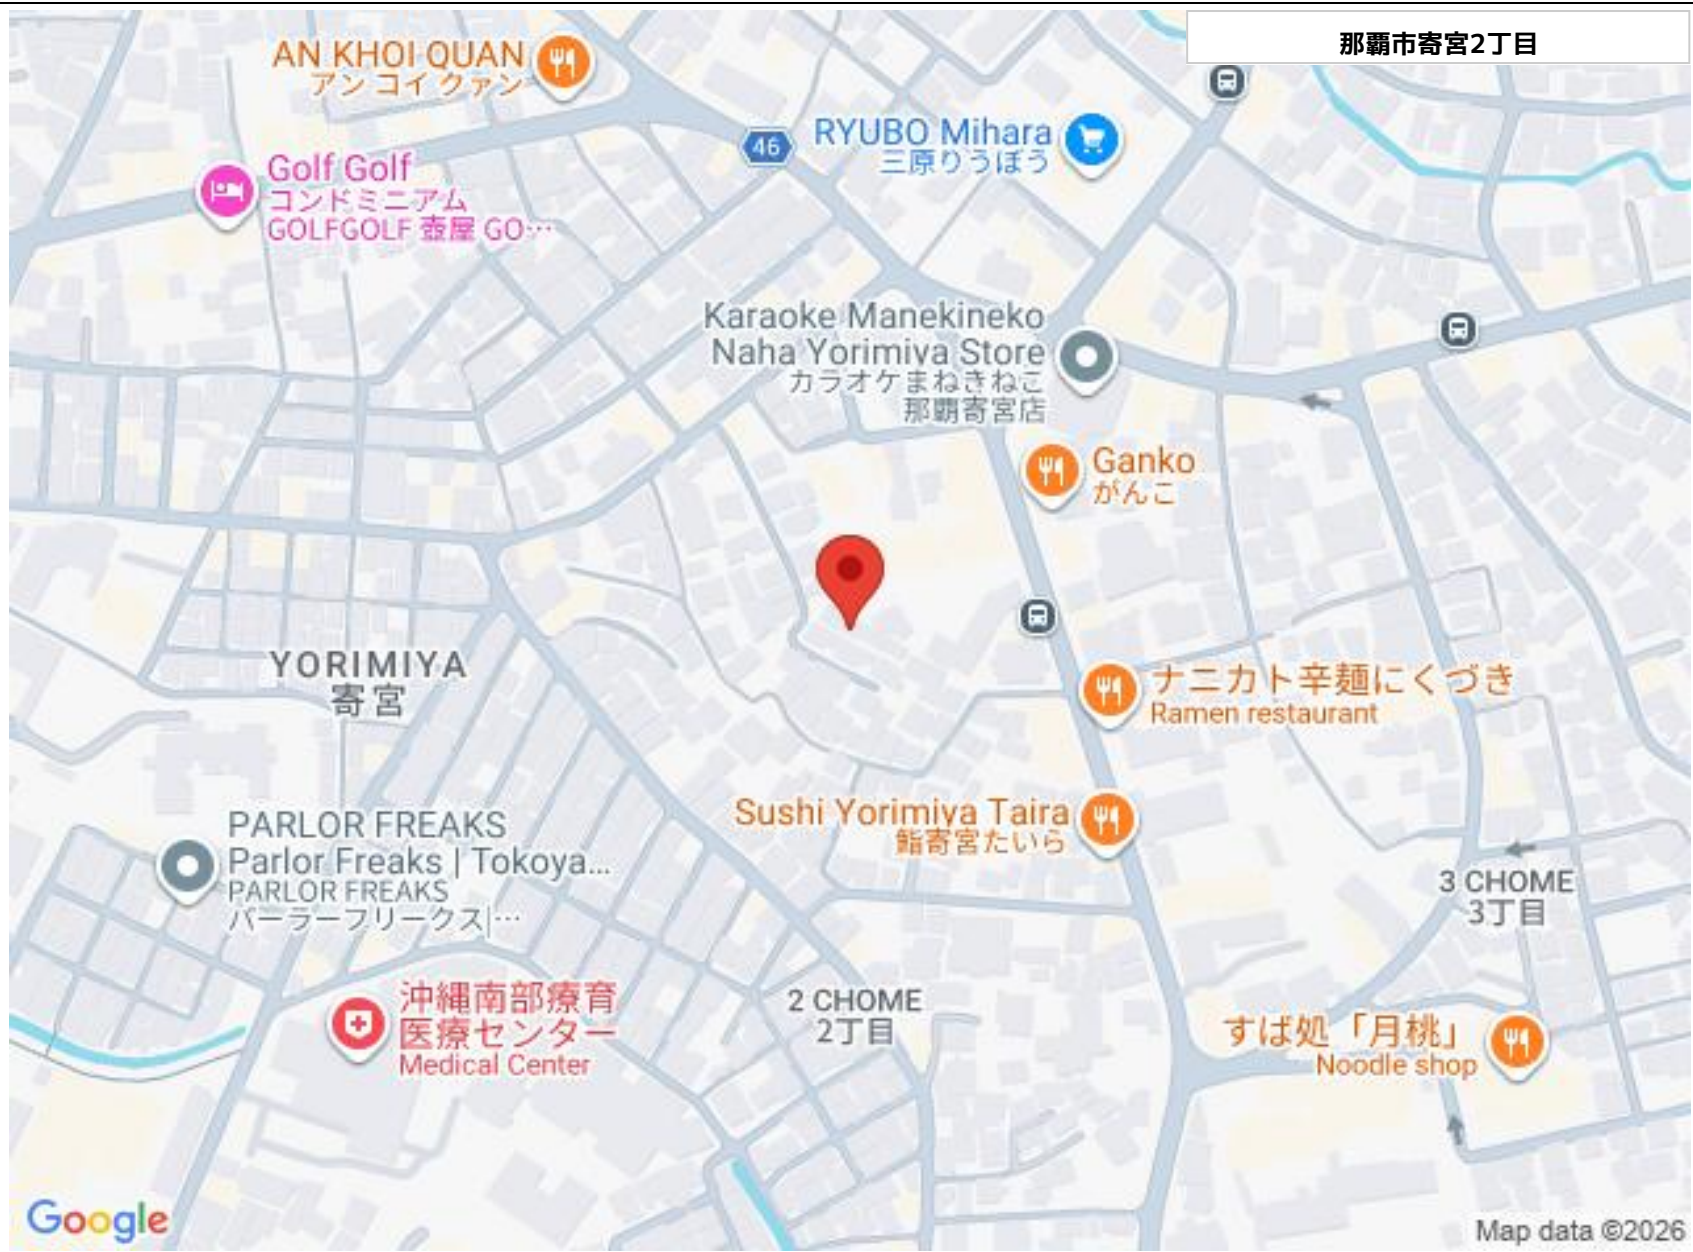 那覇市寄宮2丁目
AN KHOI QUAN
アン コイ クァン
46
RYUBO Mihara
三原りうぼう
Golf Golf
コンドミニアム
GOLFGOLF 壺屋 GO…
Karaoke Manekineko
Naha Yorimiya Store
カラオケまねきねこ
那覇寄宮店
Ganko
がんこ
YORIMIYA
寄宮
ナニカト辛麺にくづき
Ramen restaurant
Sushi Yorimiya Taira
鮨寄宮たいら
PARLOR FREAKS
Parlor Freaks | Tokoya...
PARLOR FREAKS
パーラーフリークス|…
3 CHOME
3丁目
沖縄南部療育
医療センター
Medical Center
2 CHOME
2丁目
すば処「月桃」
Noodle shop
Google
Map data ©2026